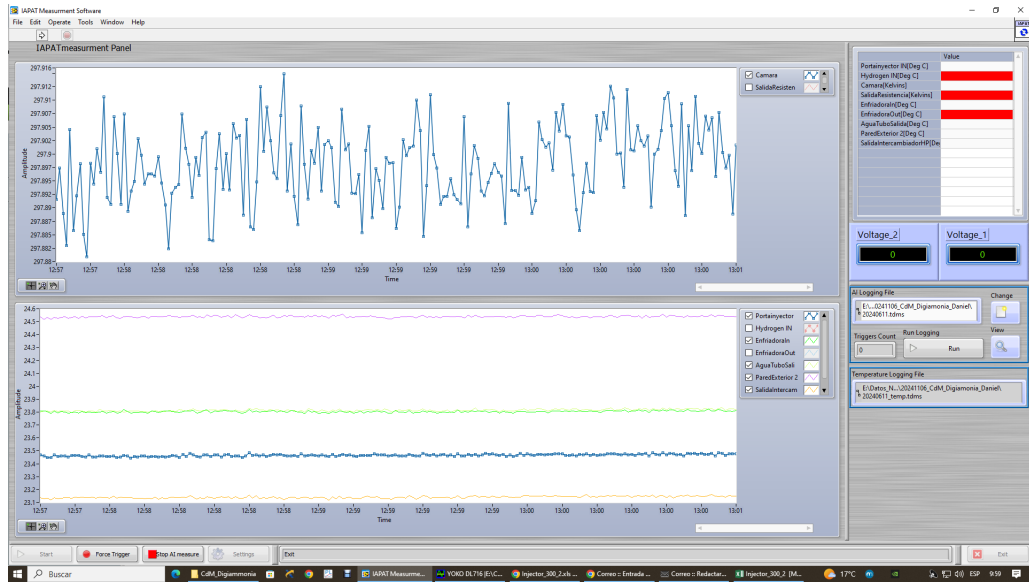 IAPAT Measurment Software
File Edit Operate Tools Window Help
IAPATmeasurment Panel
297.916
297.912
297.91
297.907
297.905
297.902
297.9
297.897
297.895
297.892
297.89
297.887
297.885
297.882
297.88
Amplitude
12:57 12:57 12:58 12:58 12:58 12:58 12:59 12:59 12:59 12:59 13:00 13:00 13:00 13:00 13:01
Time
Camara
SalidaResisten
24.6
24.5
24.4
24.3
24.2
24.1
24
23.9
23.8
23.7
23.6
23.5
23.4
23.3
23.2
23.1
Amplitude
12:57 12:57 12:58 12:58 12:58 12:58 12:59 12:59 12:59 12:59 13:00 13:00 13:00 13:00 13:01
Time
Portainyector
Hydrogen IN
EnfriadoraIn
EnfriadoraOut
AguaTuboSali
ParedExterior 2
SalidaIntercam
Value
Portainyector IN[Deg C]
Hydrogen IN[Deg C]
Camara[Kelvins]
SalidaResistencia[Kelvins]
EnfriadoraIn[Deg C]
EnfriadoraOut[Deg C]
AguaTuboSalida[Deg C]
ParedExterior 2[Deg C]
SalidaIntercambiadorHP[De
Voltage_2 Voltage_1
0 0
AI Logging File
E:\...0241106_CdM_Digiamonia_Daniel\
20240611.tdms
Change
Triggers Count
0
Run Logging
Run
View
Temperature Logging File
E:\Datos_N...\20241106_CdM_Digiamonia_Daniel\
20240611_temp.tdms
Start Force Trigger Stop AI measure Settings Exit Exit
Buscar CdM_Digiammonia IAPAT Measurme... YOKO DL716 [E:\C... Injector_300_2.xls ... Correo :: Entrada ... Correo :: Redactar... Injector_300_2 [M... 17°C ESP 9:59